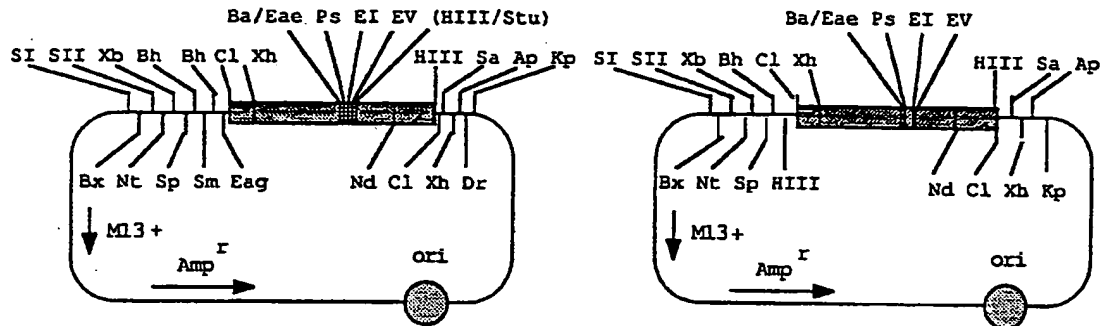 Ba/Eae Ps EI EV (HIII/Stu)
SI SII Xb Bh Bh Cl Xh HIII Sa Ap Kp
Bx Nt Sp Sm Eag Nd Cl Xh Dr
M13+
Amp r
ori
Ba/Eae Ps EI EV
SI SII Xb Bh Cl Xh HIII Sa Ap
Bx Nt Sp HIII Nd Cl Xh Kp
M13+
Amp r
ori